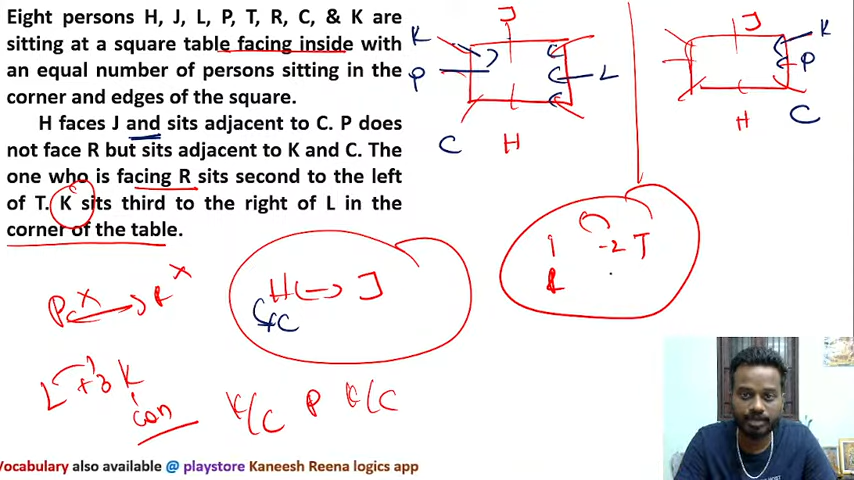 Eight persons H, J, L, P, T, R, C, & K are
sitting at a square table facing inside with
an equal number of persons sitting in the
corner and edges of the square.
H faces J and sits adjacent to C. P does
not face R but sits adjacent to K and C. The
one who is facing R sits second to the left
of T. K sits third to the right of L in the
corner of the table.
J
K
P
L
C
H
J
K
P
H
C
P R
H J
C
-2 T
R
L +3 K
Con
K/C P K/C
Vocabulary also available @ playstore Kaneesh Reena logics app